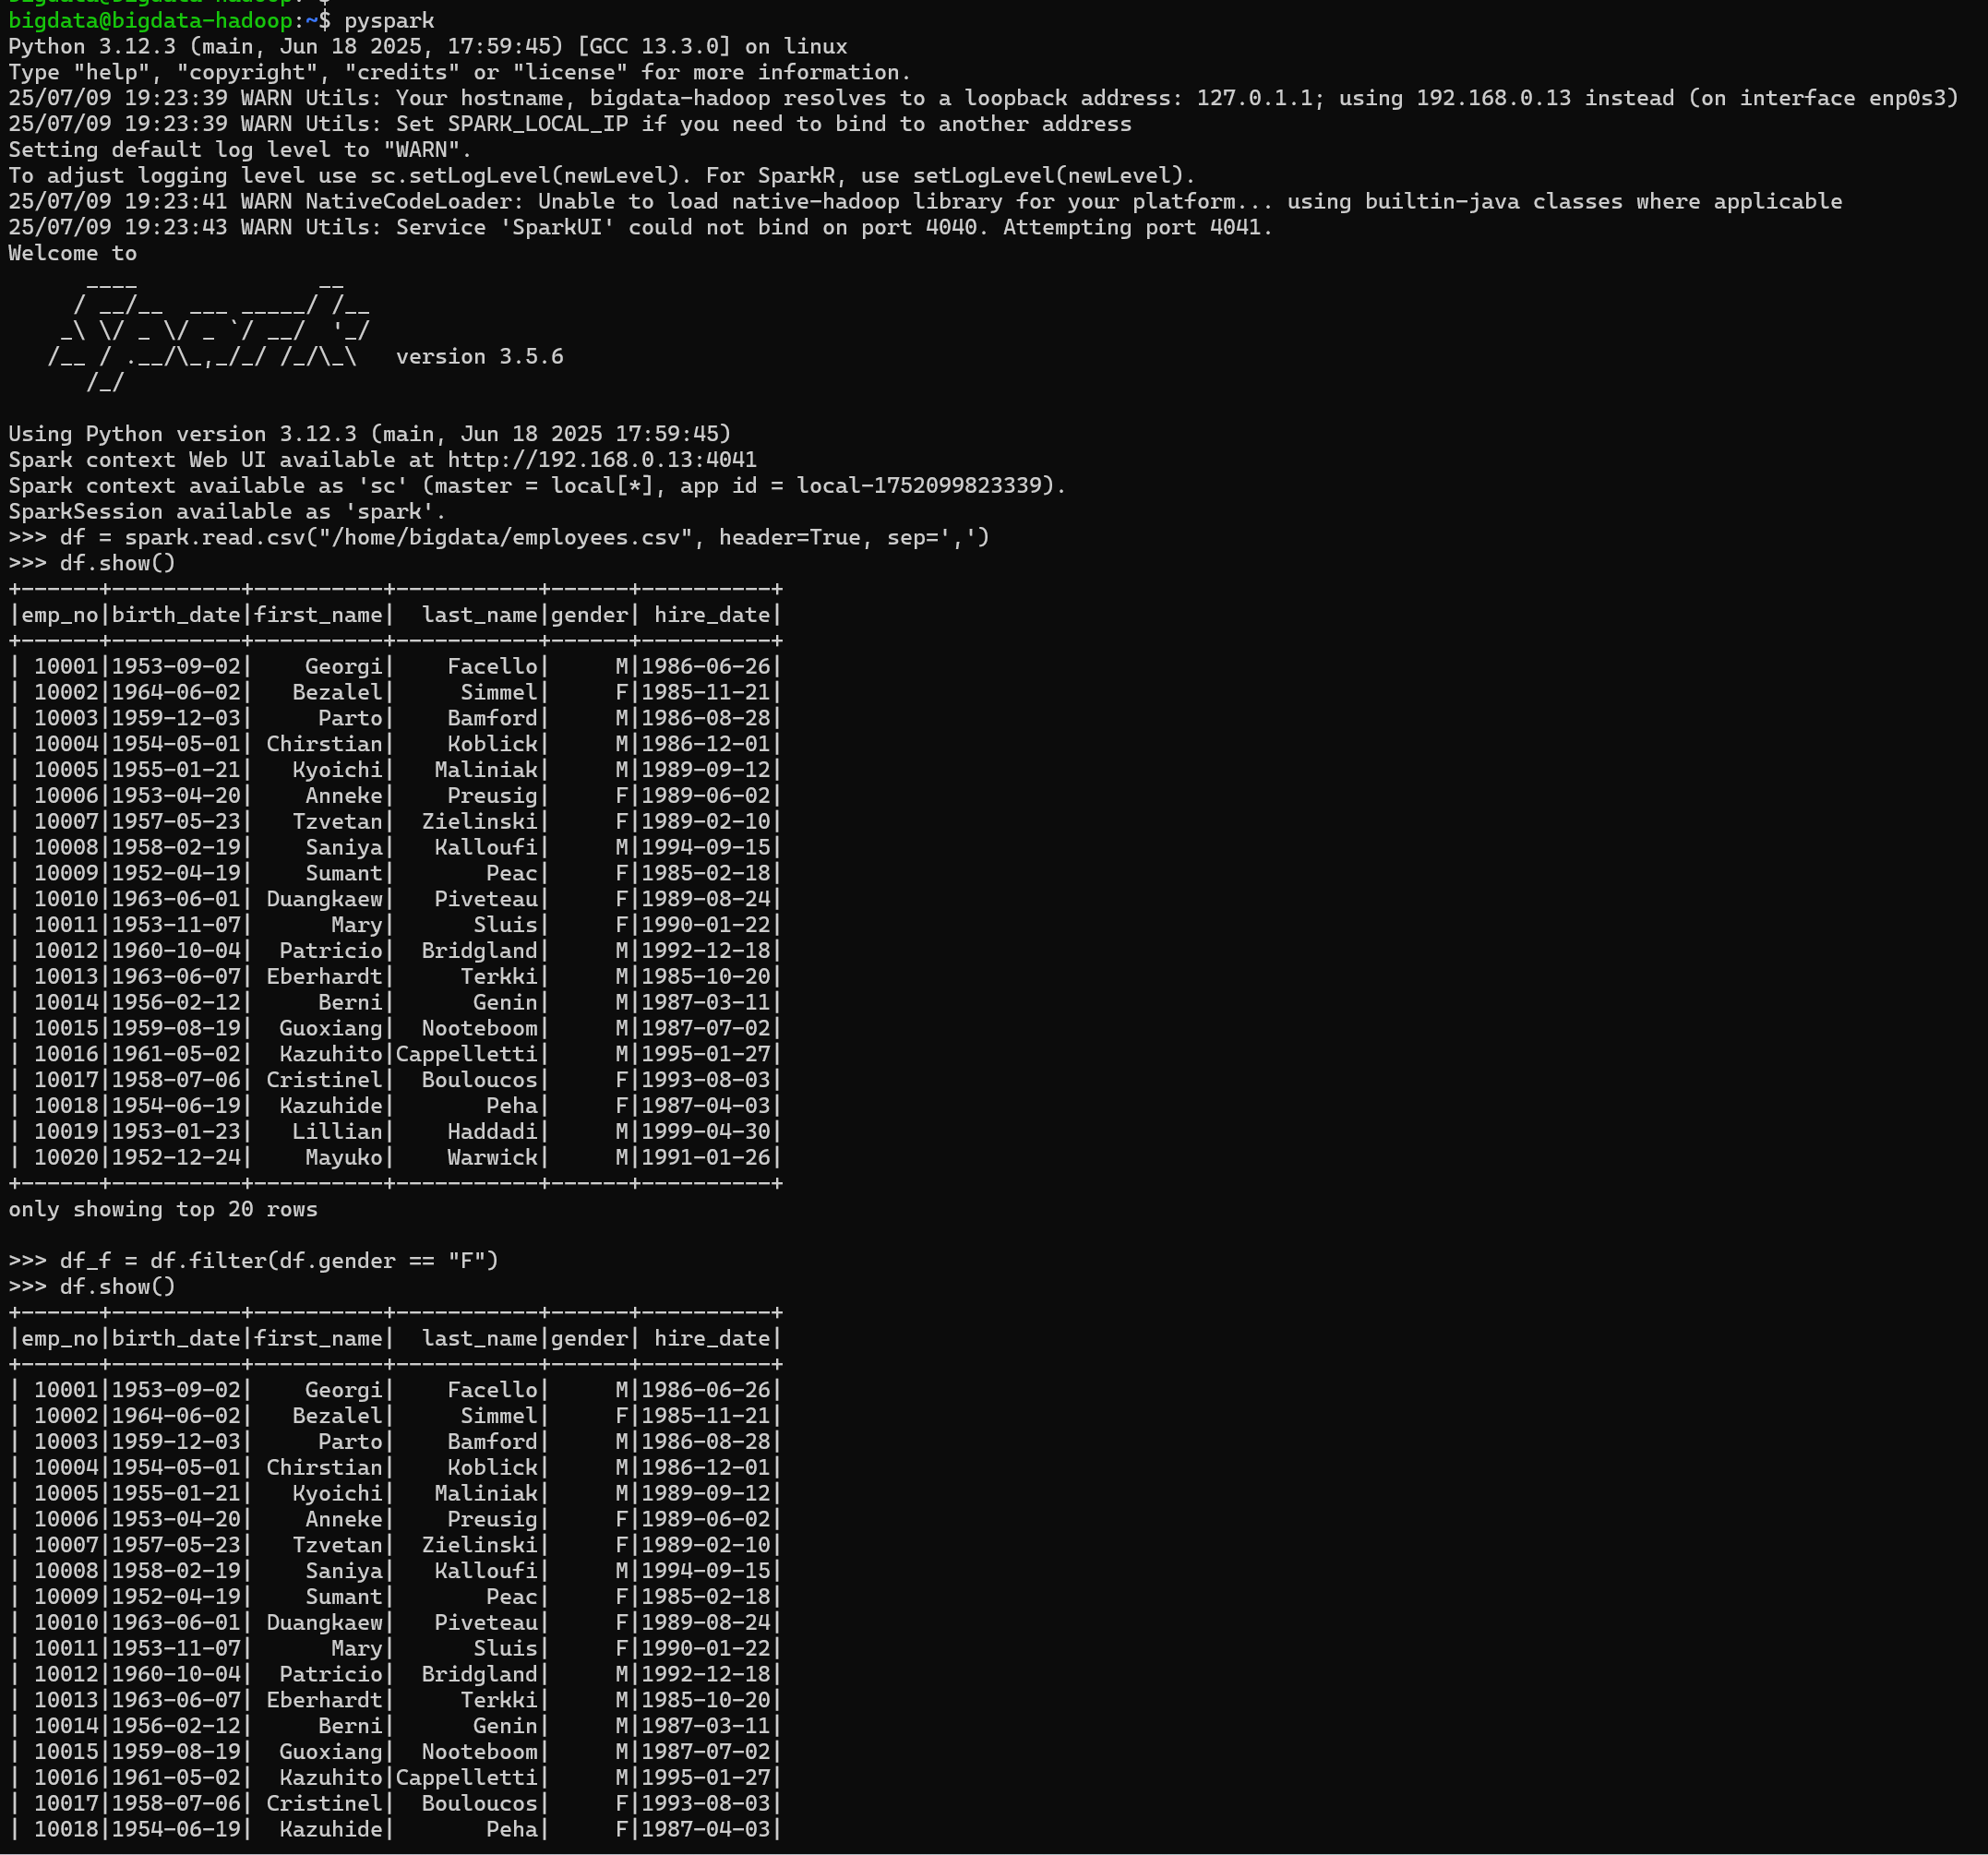 bigdata@bigdata-hadoop:~$ pyspark
Python 3.12.3 (main, Jun 18 2025, 17:59:45) [GCC 13.3.0] on linux
Type "help", "copyright", "credits" or "license" for more information.
25/07/09 19:23:39 WARN Utils: Your hostname, bigdata-hadoop resolves to a loopback address: 127.0.1.1; using 192.168.0.13 instead (on interface enp0s3)
25/07/09 19:23:39 WARN Utils: Set SPARK_LOCAL_IP if you need to bind to another address
Setting default log level to "WARN".
To adjust logging level use sc.setLogLevel(newLevel). For SparkR, use setLogLevel(newLevel).
25/07/09 19:23:41 WARN NativeCodeLoader: Unable to load native-hadoop library for your platform... using builtin-java classes where applicable
25/07/09 19:23:43 WARN Utils: Service 'SparkUI' could not bind on port 4040. Attempting port 4041.
Welcome to
      ____              __
     / __/__  ___ _____/ /__
    _\ \/ _ \/ _ `/ __/  '_/
   /__ / .__/\_,_/_/ /_/\_\   version 3.5.6
      /_/
Using Python version 3.12.3 (main, Jun 18 2025 17:59:45)
Spark context Web UI available at http://192.168.0.13:4041
Spark context available as 'sc' (master = local[*], app id = local-1752099823339).
SparkSession available as 'spark'.
>>> df = spark.read.csv("/home/bigdata/employees.csv", header=True, sep=',')
>>> df.show()
+------+----------+----------+-----------+------+----------+
|emp_no|birth_date|first_name|  last_name|gender| hire_date|
+------+----------+----------+-----------+------+----------+
| 10001|1953-09-02|    Georgi|    Facello|     M|1986-06-26|
| 10002|1964-06-02|   Bezalel|     Simmel|     F|1985-11-21|
| 10003|1959-12-03|     Parto|    Bamford|     M|1986-08-28|
| 10004|1954-05-01| Chirstian|    Koblick|     M|1986-12-01|
| 10005|1955-01-21|   Kyoichi|   Maliniak|     M|1989-09-12|
| 10006|1953-04-20|    Anneke|    Preusig|     F|1989-06-02|
| 10007|1957-05-23|   Tzvetan|  Zielinski|     F|1989-02-10|
| 10008|1958-02-19|    Saniya|   Kalloufi|     M|1994-09-15|
| 10009|1952-04-19|    Sumant|       Peac|     F|1985-02-18|
| 10010|1963-06-01| Duangkaew|   Piveteau|     F|1989-08-24|
| 10011|1953-11-07|      Mary|      Sluis|     F|1990-01-22|
| 10012|1960-10-04|  Patricio|  Bridgland|     M|1992-12-18|
| 10013|1963-06-07| Eberhardt|     Terkki|     M|1985-10-20|
| 10014|1956-02-12|     Berni|      Genin|     M|1987-03-11|
| 10015|1959-08-19|  Guoxiang|  Nooteboom|     M|1987-07-02|
| 10016|1961-05-02|  Kazuhito|Cappelletti|     M|1995-01-27|
| 10017|1958-07-06| Cristinel|  Bouloucos|     F|1993-08-03|
| 10018|1954-06-19|  Kazuhide|       Peha|     F|1987-04-03|
| 10019|1953-01-23|   Lillian|    Haddadi|     M|1999-04-30|
| 10020|1952-12-24|    Mayuko|    Warwick|     M|1991-01-26|
+------+----------+----------+-----------+------+----------+
only showing top 20 rows
>>> df_f = df.filter(df.gender == "F")
>>> df.show()
+------+----------+----------+-----------+------+----------+
|emp_no|birth_date|first_name|  last_name|gender| hire_date|
+------+----------+----------+-----------+------+----------+
| 10001|1953-09-02|    Georgi|    Facello|     M|1986-06-26|
| 10002|1964-06-02|   Bezalel|     Simmel|     F|1985-11-21|
| 10003|1959-12-03|     Parto|    Bamford|     M|1986-08-28|
| 10004|1954-05-01| Chirstian|    Koblick|     M|1986-12-01|
| 10005|1955-01-21|   Kyoichi|   Maliniak|     M|1989-09-12|
| 10006|1953-04-20|    Anneke|    Preusig|     F|1989-06-02|
| 10007|1957-05-23|   Tzvetan|  Zielinski|     F|1989-02-10|
| 10008|1958-02-19|    Saniya|   Kalloufi|     M|1994-09-15|
| 10009|1952-04-19|    Sumant|       Peac|     F|1985-02-18|
| 10010|1963-06-01| Duangkaew|   Piveteau|     F|1989-08-24|
| 10011|1953-11-07|      Mary|      Sluis|     F|1990-01-22|
| 10012|1960-10-04|  Patricio|  Bridgland|     M|1992-12-18|
| 10013|1963-06-07| Eberhardt|     Terkki|     M|1985-10-20|
| 10014|1956-02-12|     Berni|      Genin|     M|1987-03-11|
| 10015|1959-08-19|  Guoxiang|  Nooteboom|     M|1987-07-02|
| 10016|1961-05-02|  Kazuhito|Cappelletti|     M|1995-01-27|
| 10017|1958-07-06| Cristinel|  Bouloucos|     F|1993-08-03|
| 10018|1954-06-19|  Kazuhide|       Peha|     F|1987-04-03|